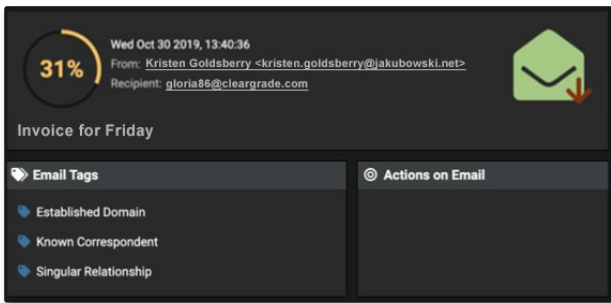 Wed Oct 30 2019, 13:40:36
31%
From: Kristen Goldsberry <kristen.goldsberry@jakubowski.net>
Recipient: gloria86@cleargrade.com
Invoice for Friday
Email Tags
Established Domain
Known Correspondent
Singular Relationship
Actions on Email